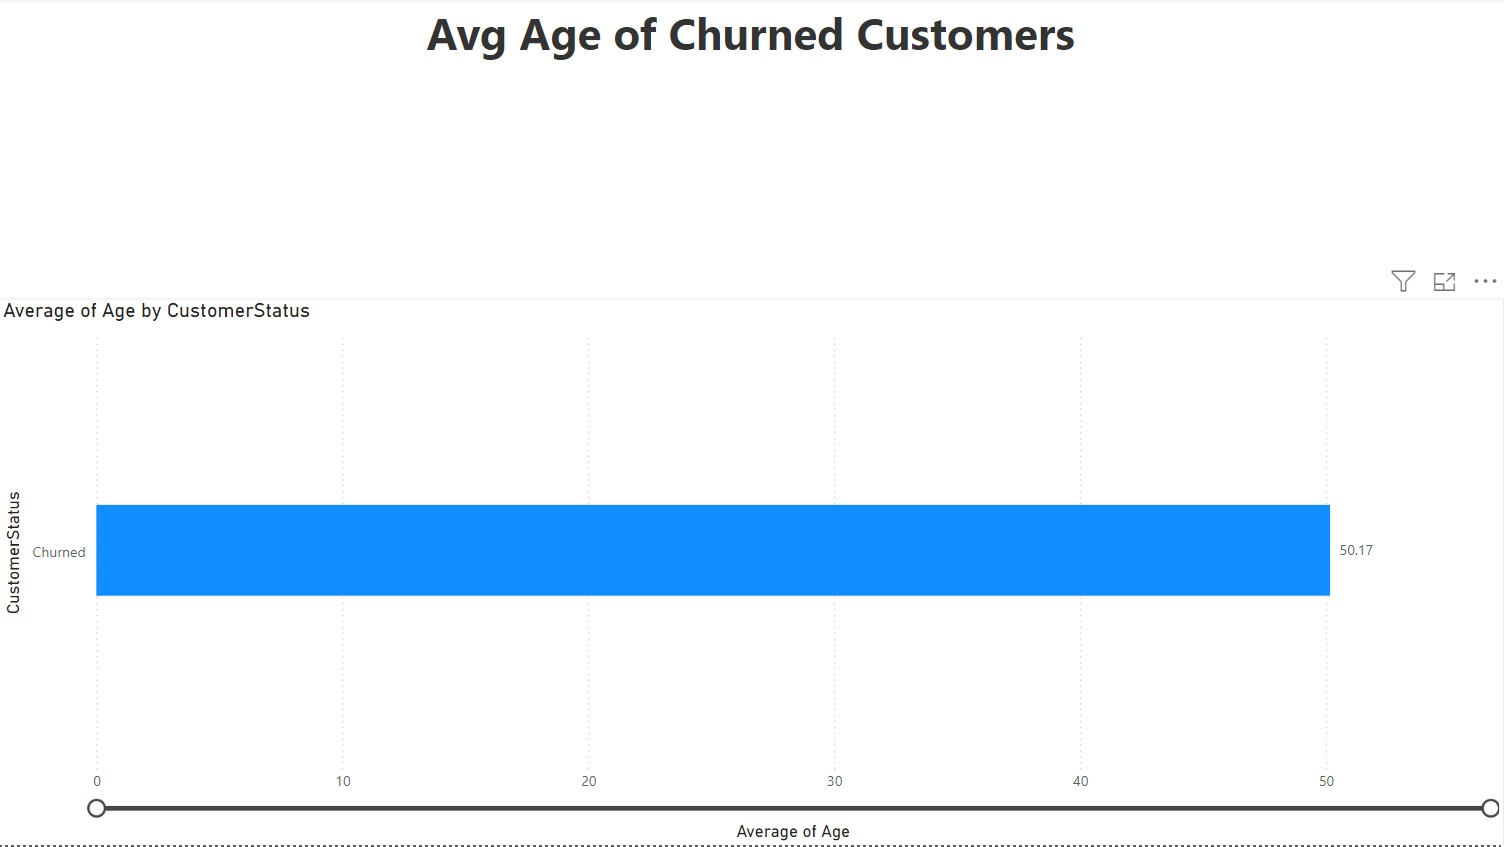 Avg Age of Churned Customers
Average of Age by CustomerStatus
CustomerStatus
Churned
50.17
0 10 20 30 40 50
Average of Age